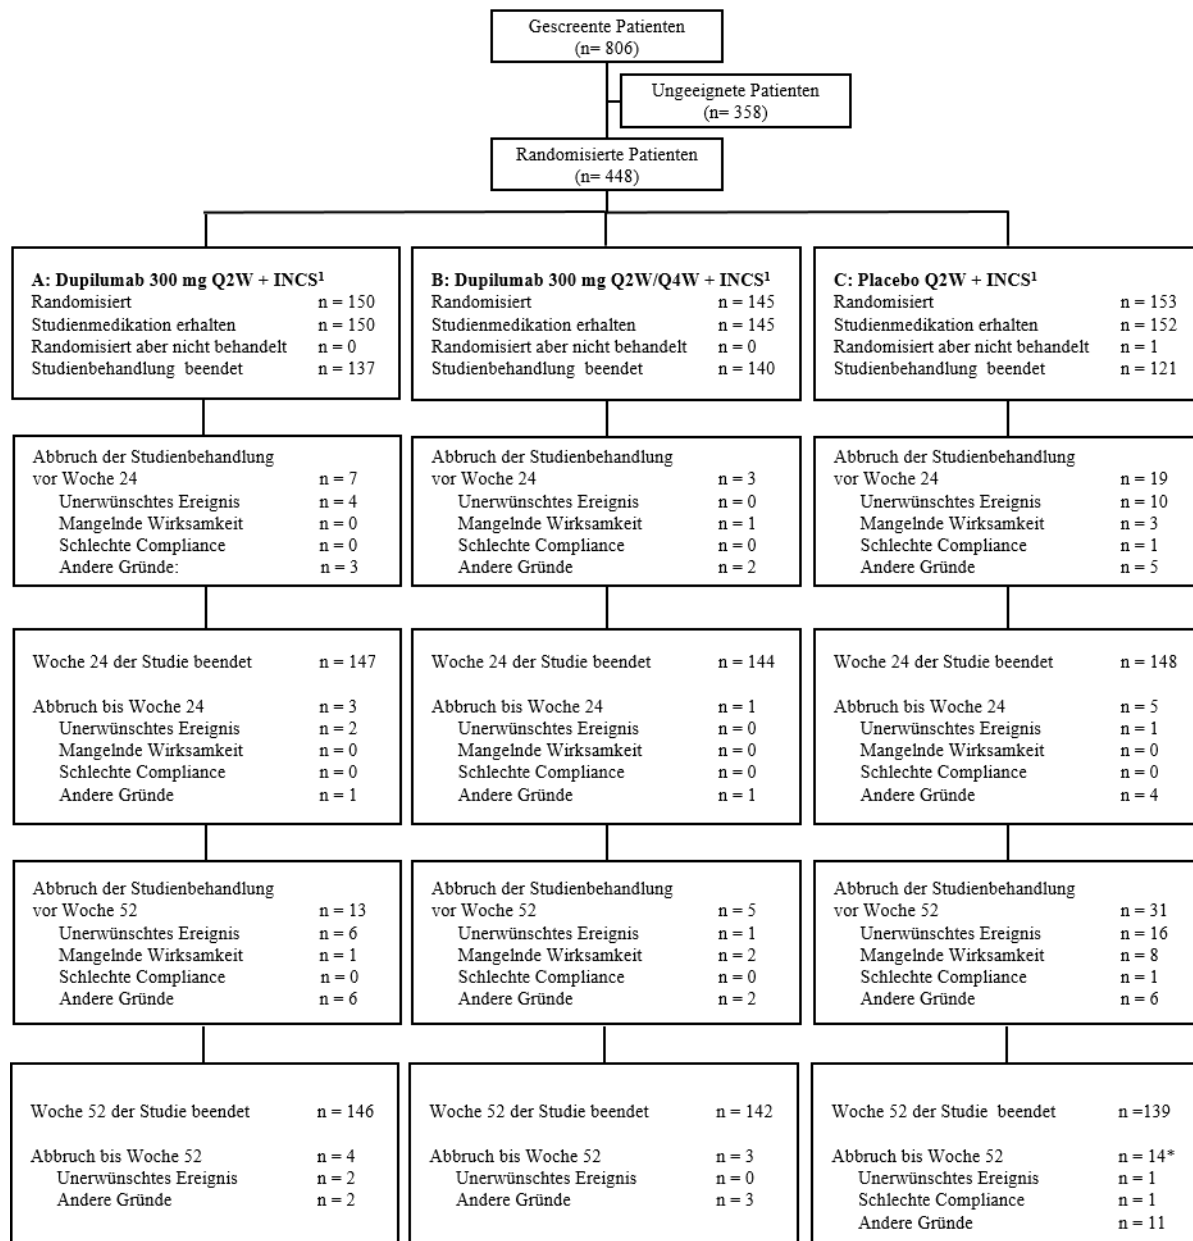 Gescreente Patienten
(n= 806)
Ungeeignete Patienten
(n= 358)
Randomisierte Patienten
(n= 448)
A: Dupilumab 300 mg Q2W + INCS¹
Randomisiert n = 150
Studienmedikation erhalten n = 150
Randomisiert aber nicht behandelt n = 0
Studienbehandlung beendet n = 137
B: Dupilumab 300 mg Q2W/Q4W + INCS¹
Randomisiert n = 145
Studienmedikation erhalten n = 145
Randomisiert aber nicht behandelt n = 0
Studienbehandlung beendet n = 140
C: Placebo Q2W + INCS¹
Randomisiert n = 153
Studienmedikation erhalten n = 152
Randomisiert aber nicht behandelt n = 1
Studienbehandlung beendet n = 121
Abbruch der Studienbehandlung
vor Woche 24 n = 7
Unerwünschtes Ereignis n = 4
Mangelnde Wirksamkeit n = 0
Schlechte Compliance n = 0
Andere Gründe: n = 3
Abbruch der Studienbehandlung
vor Woche 24 n = 3
Unerwünschtes Ereignis n = 0
Mangelnde Wirksamkeit n = 1
Schlechte Compliance n = 0
Andere Gründe n = 2
Abbruch der Studienbehandlung
vor Woche 24 n = 19
Unerwünschtes Ereignis n = 10
Mangelnde Wirksamkeit n = 3
Schlechte Compliance n = 1
Andere Gründe n = 5
Woche 24 der Studie beendet n = 147
Abbruch bis Woche 24 n = 3
Unerwünschtes Ereignis n = 2
Mangelnde Wirksamkeit n = 0
Schlechte Compliance n = 0
Andere Gründe n = 1
Woche 24 der Studie beendet n = 144
Abbruch bis Woche 24 n = 1
Unerwünschtes Ereignis n = 0
Mangelnde Wirksamkeit n = 0
Schlechte Compliance n = 0
Andere Gründe n = 1
Woche 24 der Studie beendet n = 148
Abbruch bis Woche 24 n = 5
Unerwünschtes Ereignis n = 1
Mangelnde Wirksamkeit n = 0
Schlechte Compliance n = 0
Andere Gründe n = 4
Abbruch der Studienbehandlung
vor Woche 52 n = 13
Unerwünschtes Ereignis n = 6
Mangelnde Wirksamkeit n = 1
Schlechte Compliance n = 0
Andere Gründe n = 6
Abbruch der Studienbehandlung
vor Woche 52 n = 5
Unerwünschtes Ereignis n = 1
Mangelnde Wirksamkeit n = 2
Schlechte Compliance n = 0
Andere Gründe n = 2
Abbruch der Studienbehandlung
vor Woche 52 n = 31
Unerwünschtes Ereignis n = 16
Mangelnde Wirksamkeit n = 8
Schlechte Compliance n = 1
Andere Gründe n = 6
Woche 52 der Studie beendet n = 146
Abbruch bis Woche 52 n = 4
Unerwünschtes Ereignis n = 2
Andere Gründe n = 2
Woche 52 der Studie beendet n = 142
Abbruch bis Woche 52 n = 3
Unerwünschtes Ereignis n = 0
Andere Gründe n = 3
Woche 52 der Studie beendet n =139
Abbruch bis Woche 52 n = 14*
Unerwünschtes Ereignis n = 1
Schlechte Compliance n = 1
Andere Gründe n = 11